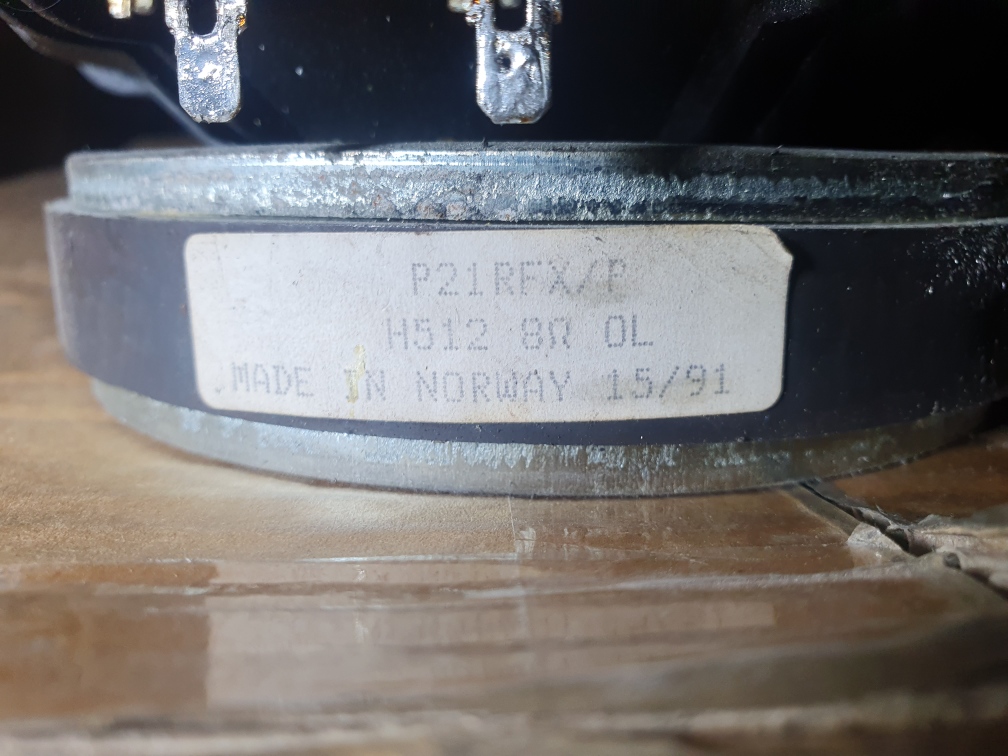 P21RFX/P
H512 8Ω OL
MADE IN NORWAY 15/91